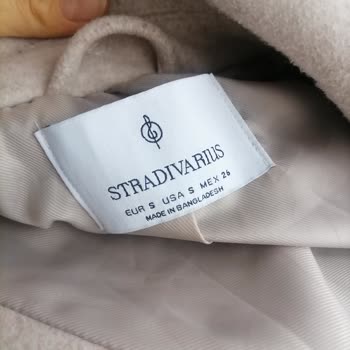 STRADIVARIUS
EUR S USA S MEX 26
MADE IN BANGLADESH